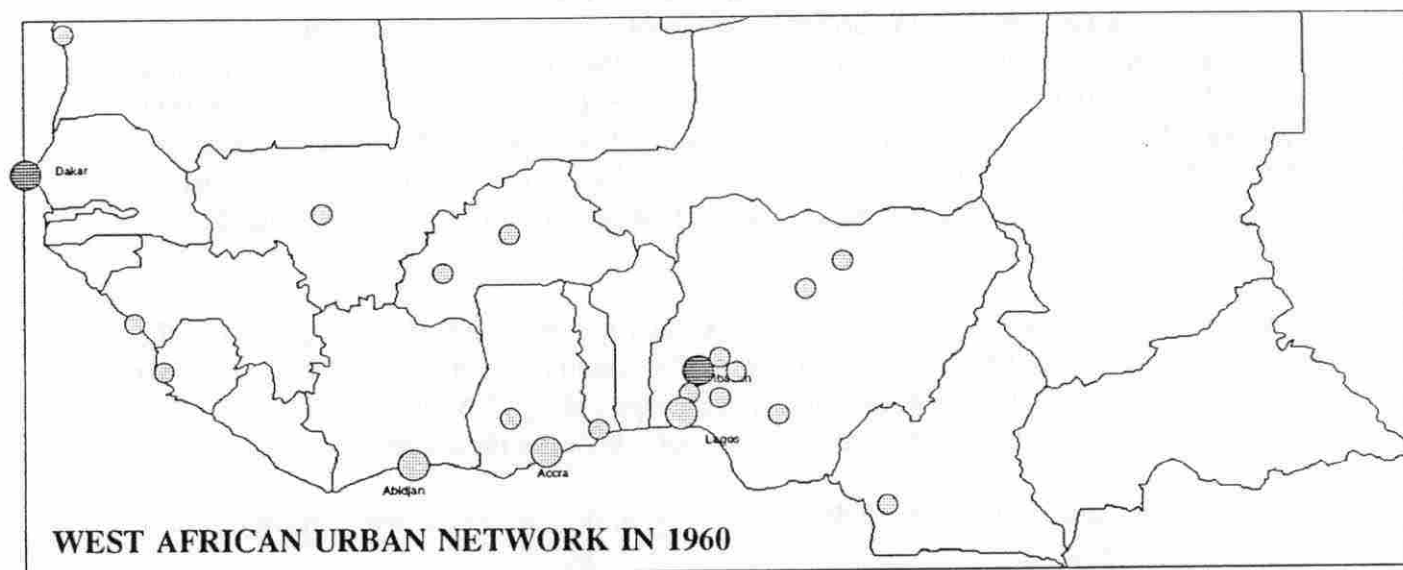 Dakar
Lagos
Accra
Abidjan
WEST AFRICAN URBAN NETWORK IN 1960